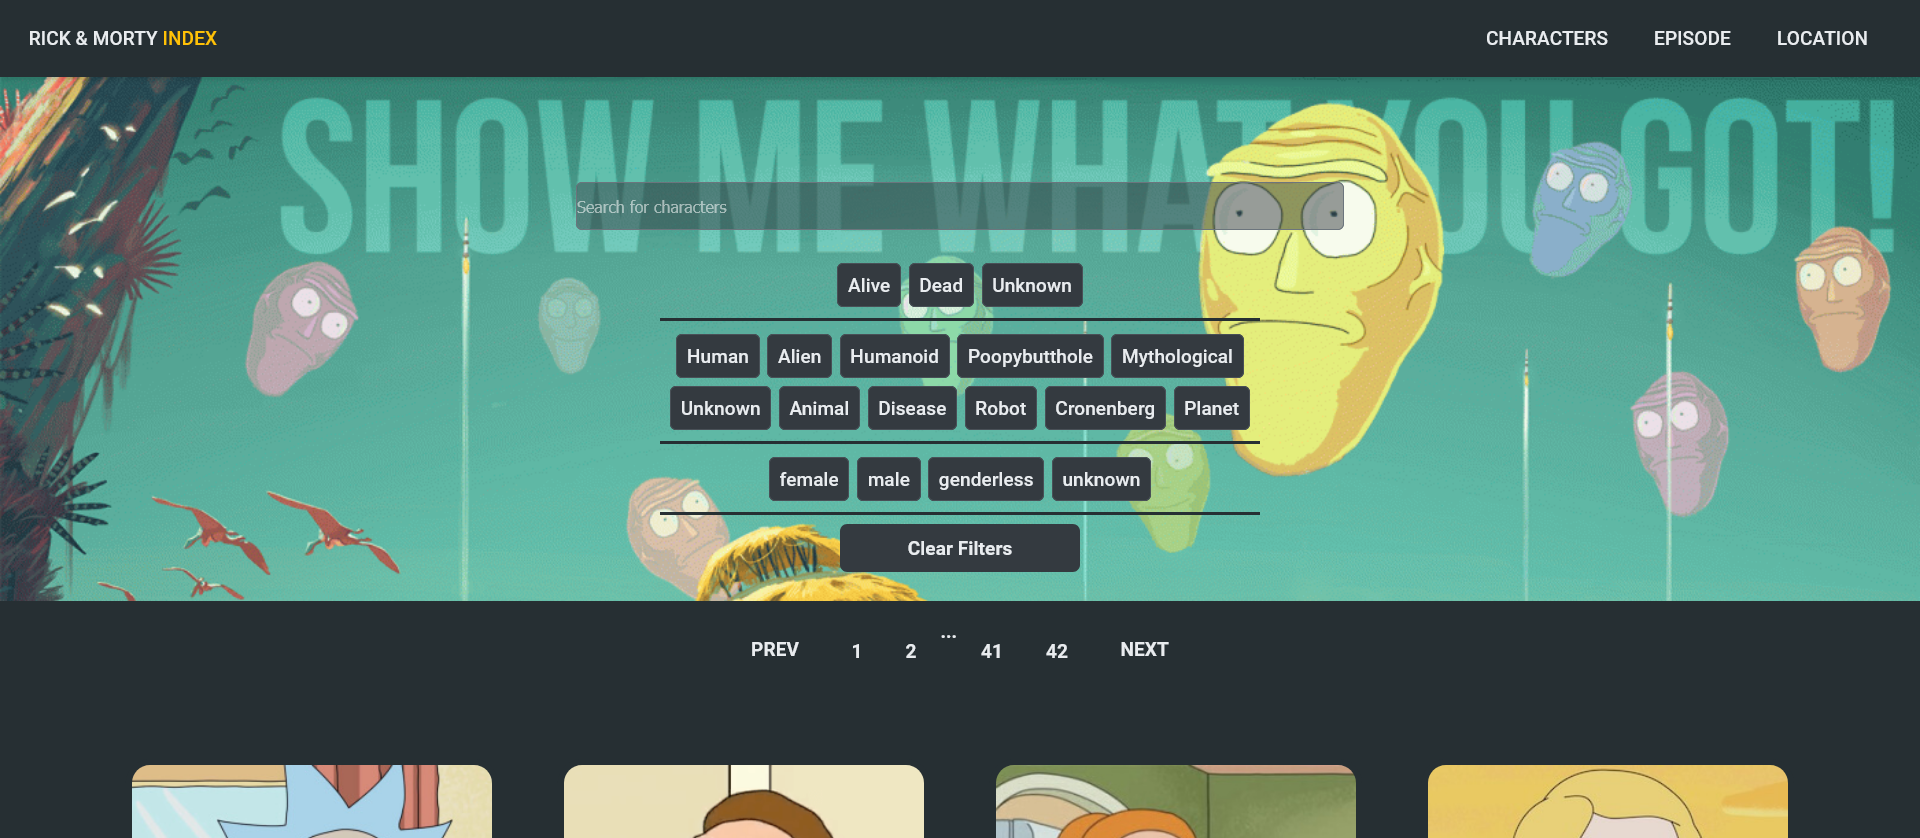 RICK & MORTY INDEX
CHARACTERS EPISODE LOCATION
SHOW ME WHAT YOU GOT!
Search for characters
Alive Dead Unknown
Human Alien Humanoid Poopybutthole Mythological
Unknown Animal Disease Robot Cronenberg Planet
female male genderless unknown
Clear Filters
PREV 1 2 ... 41 42 NEXT